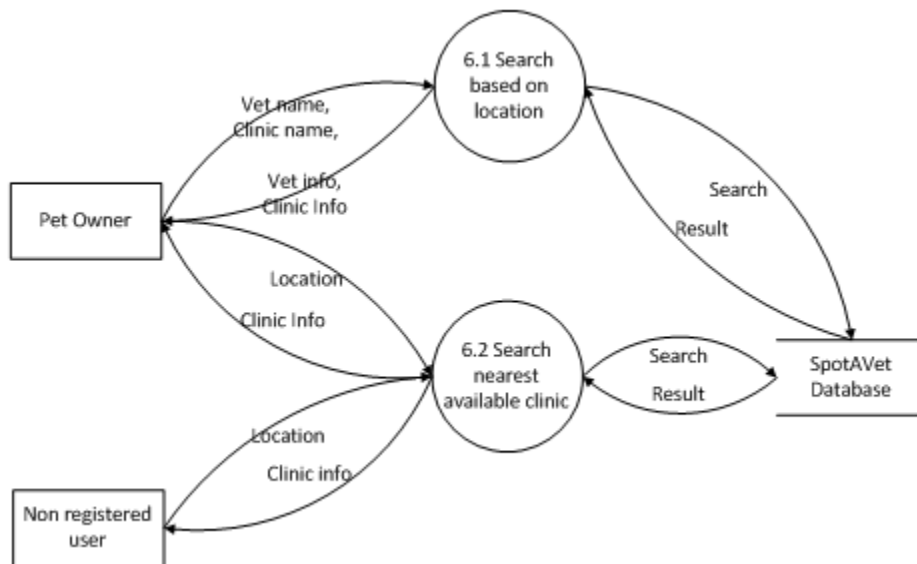 6.1 Search
based on
location
Vet name,
Clinic name,
Vet info,
Clinic Info
Pet Owner
Search
Result
Location
Clinic Info
6.2 Search
nearest
available clinic
Search
Result
SpotAVet
Database
Location
Clinic info
Non registered
user